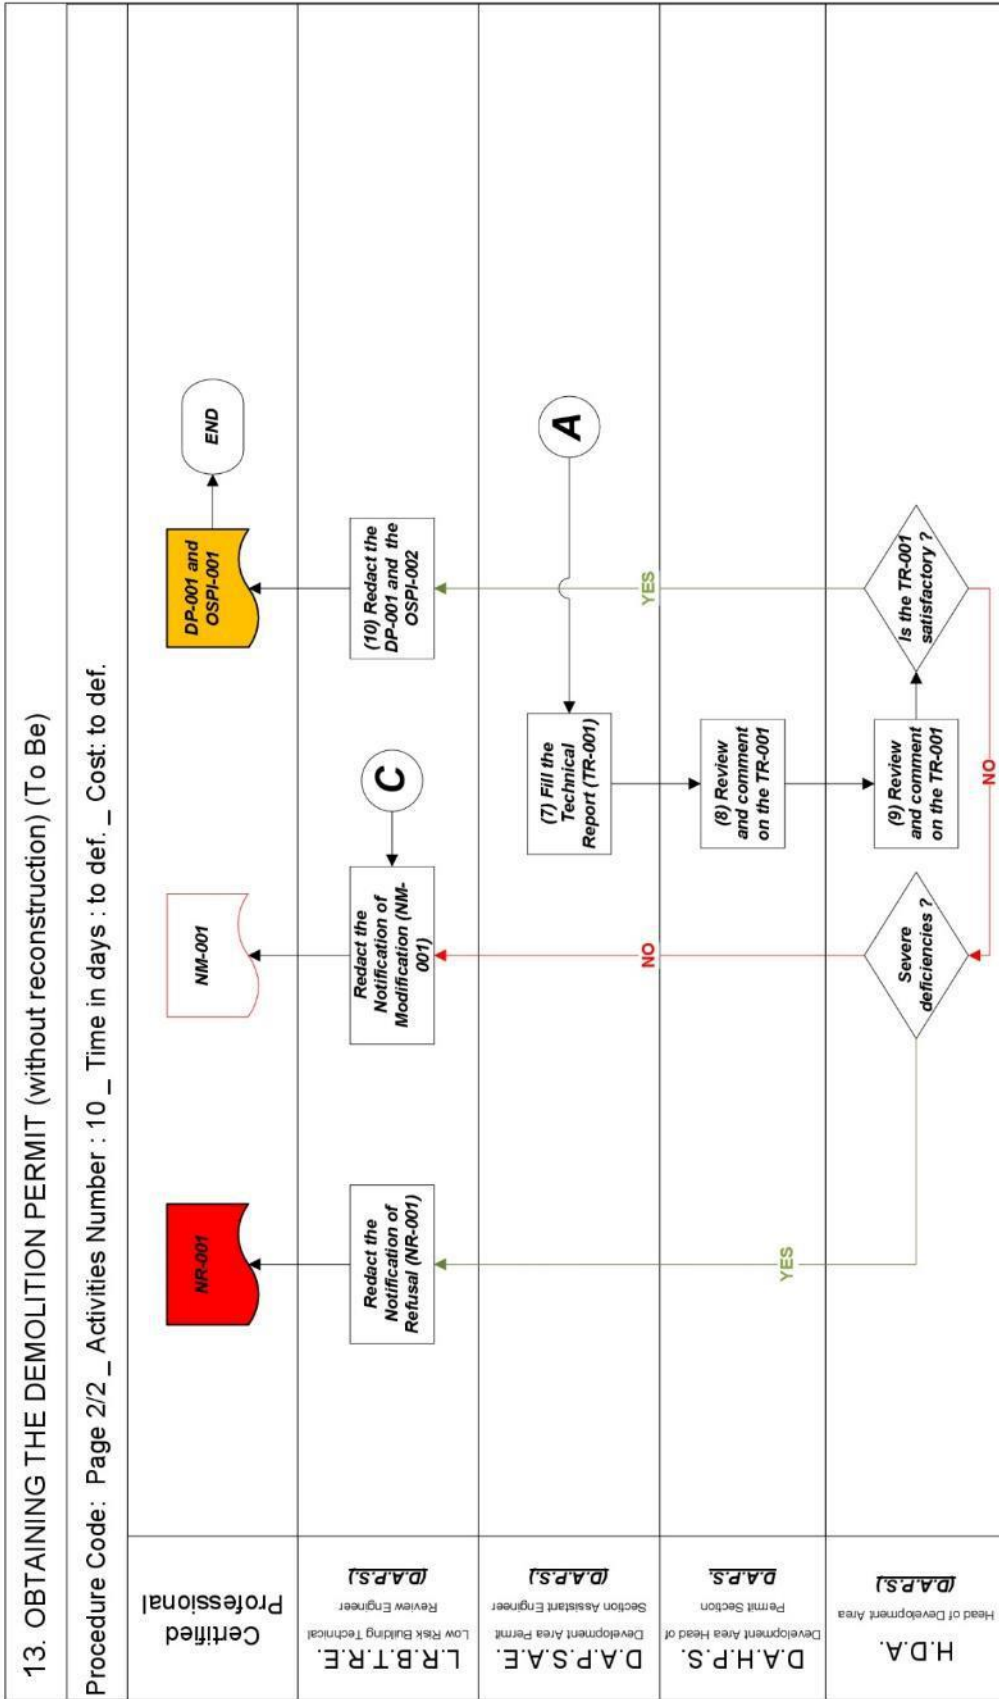 13. OBTAINING THE DEMOLITION PERMIT (without reconstruction) (To Be)
Procedure Code: Page 2/2 _ Activities Number : 10 _ Time in days : to def. _ Cost: to def.
Certified
Professional
NR-001
NM-001
DP-001 and
OSPI-001
END
L.R.B.T.R.E.
Low Risk Building Technical
Review Engineer
(D.A.P.S.)
Redact the
Notification of
Refusal (NR-001)
Redact the
Notification of
Modification (NM-
001)
C
(10) Redact the
DP-001 and the
OSPI-002
D.A.P.S.A.E.
Development Area Permit
Section Assistant Engineer
(D.A.P.S.)
NO
(7) Fill the
Technical
Report (TR-001)
YES
A
D.A.H.P.S.
Development Area Head of
Permit Section
D.A.P.S.
YES
(8) Review
and comment
on the TR-001
H.D.A.
Head of Development Area
(D.A.P.S.)
Severe
deficiencies ?
(9) Review
and comment
on the TR-001
Is the TR-001
satisfactory ?
NO